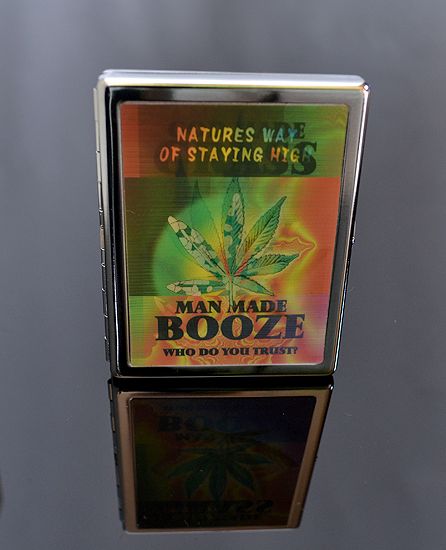 NATURES WAY
OF STAYING HIGH
MAN MADE
BOOZE
WHO DO YOU TRUST?